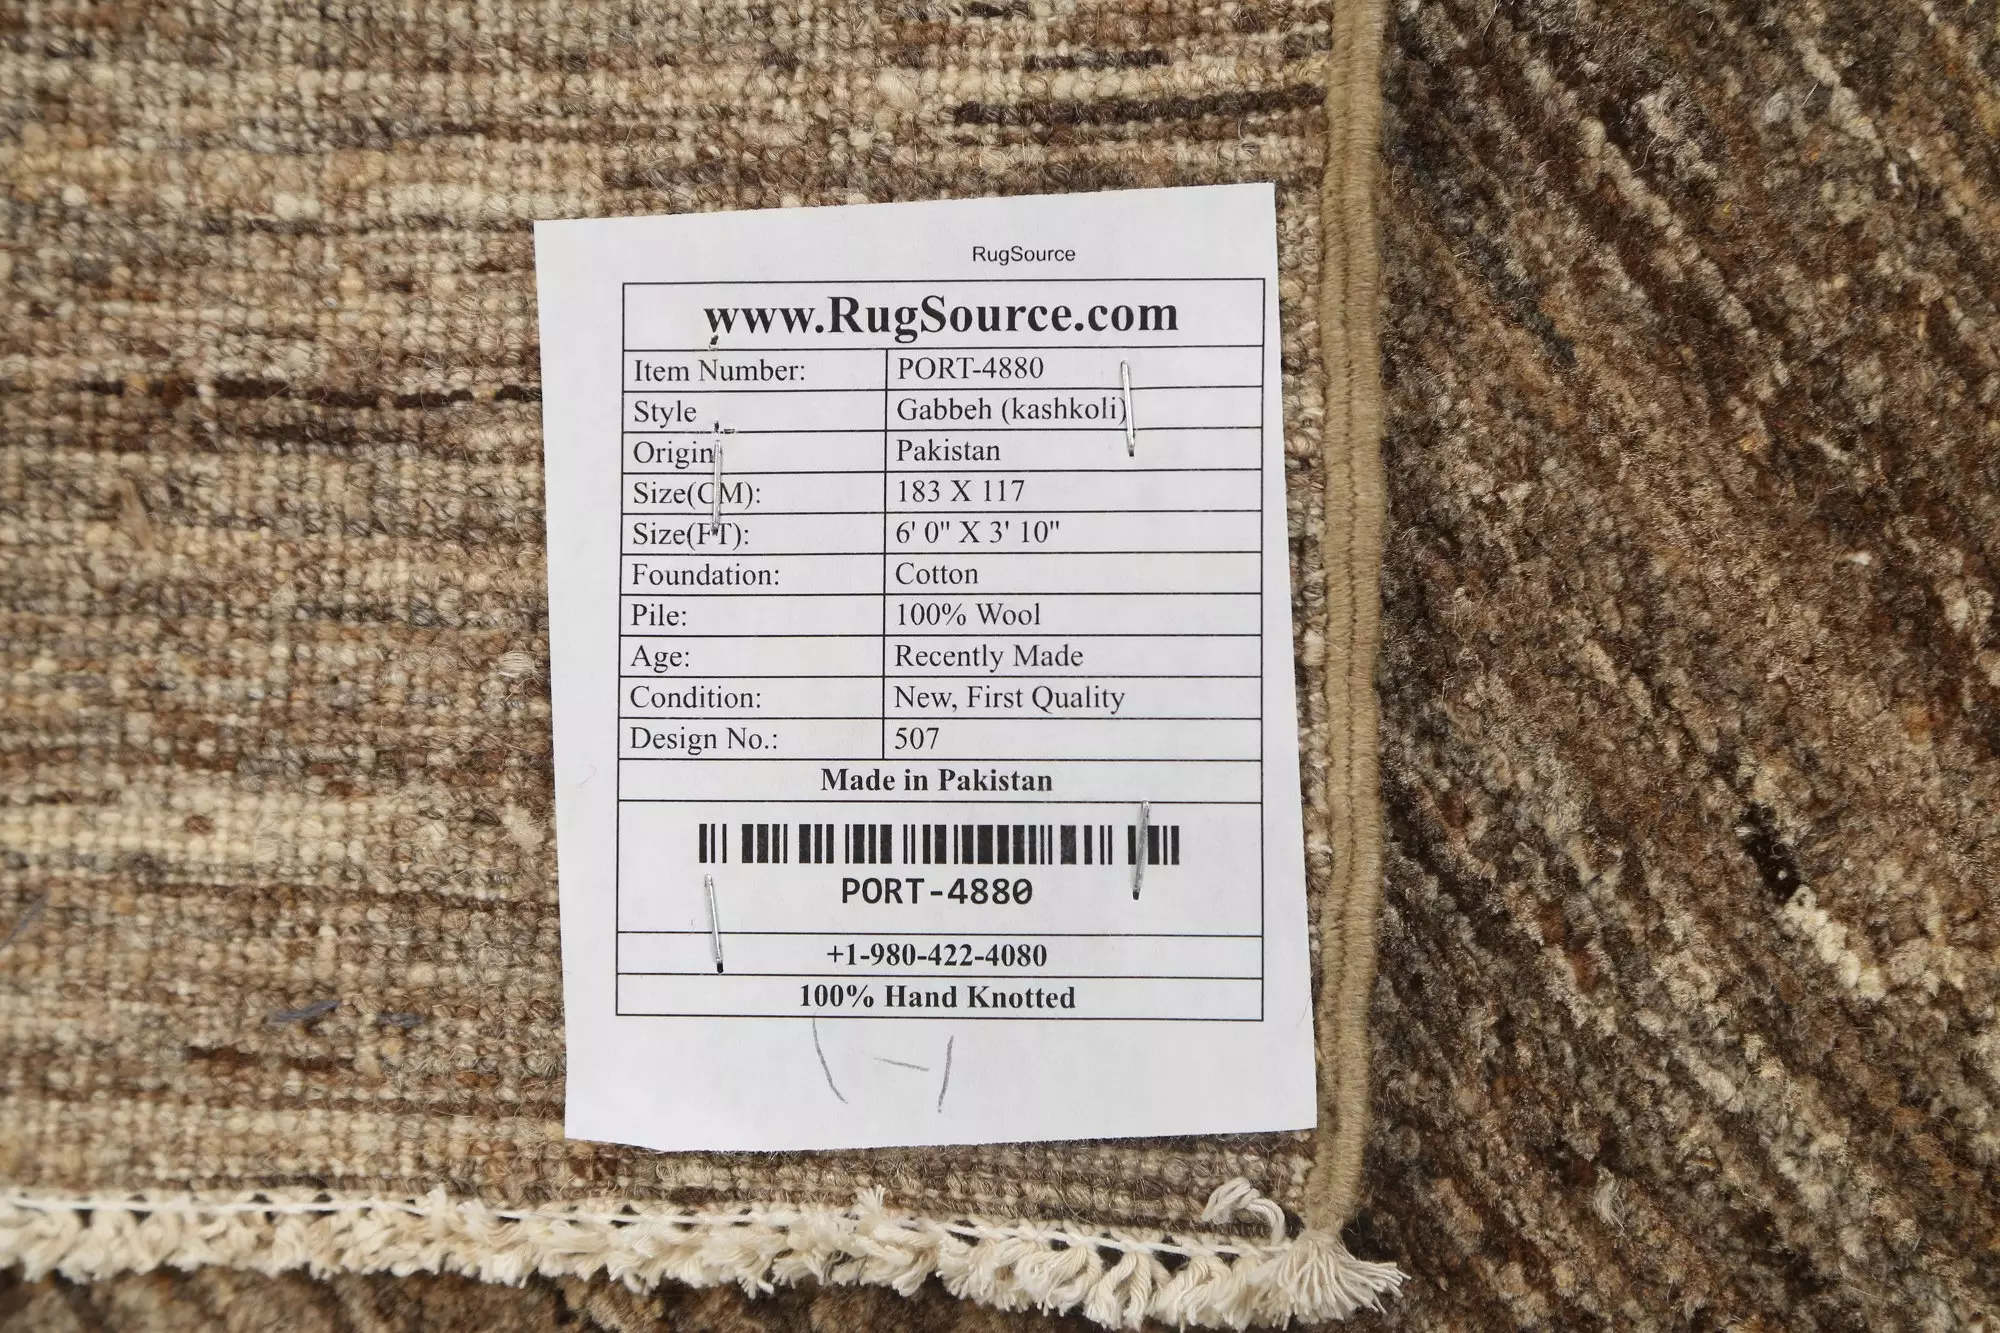 RugSource
www.RugSource.com
Item Number: PORT-4880
Style Gabbeh (kashkoli)
Origin Pakistan
Size(CM): 183 X 117
Size(FT): 6' 0" X 3' 10"
Foundation: Cotton
Pile: 100% Wool
Age: Recently Made
Condition: New, First Quality
Design No.: 507
Made in Pakistan
PORT-4880
+1-980-422-4080
100% Hand Knotted
(-)